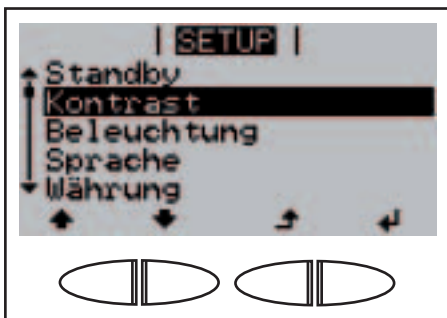 SETUP
Standby
Kontrast
Beleuchtung
Sprache
Währung